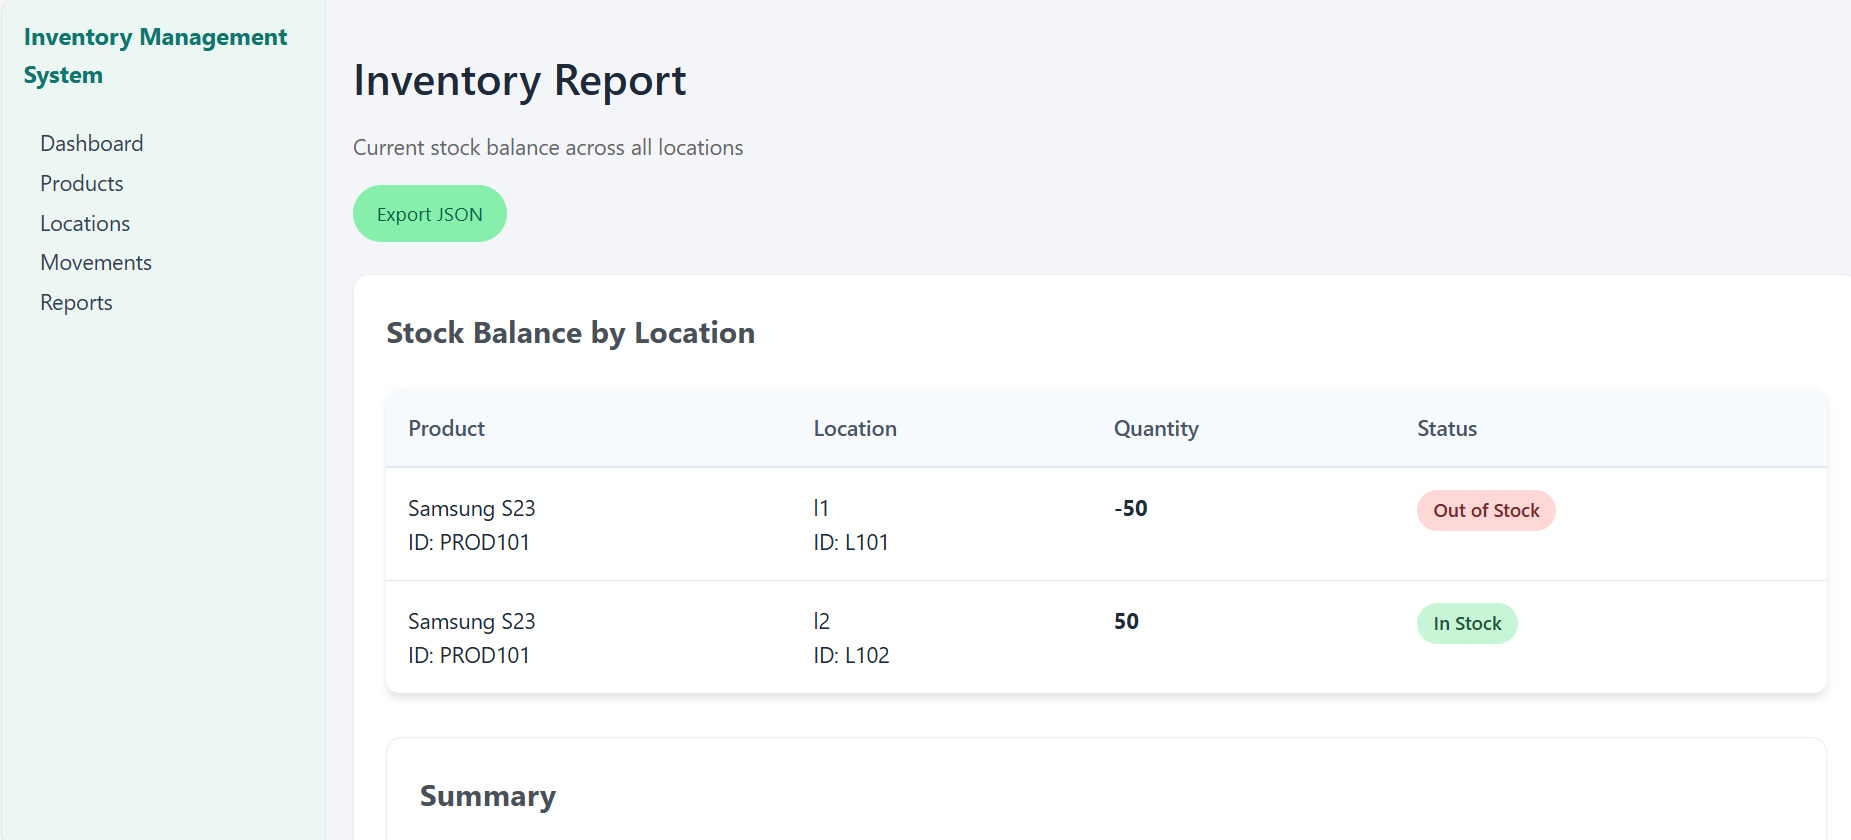 Inventory Management
System
Dashboard
Products
Locations
Movements
Reports
Inventory Report
Current stock balance across all locations
Export JSON
Stock Balance by Location
Product Location Quantity Status
Samsung S23 l1 -50 Out of Stock
ID: PROD101 ID: L101
Samsung S23 l2 50 In Stock
ID: PROD101 ID: L102
Summary